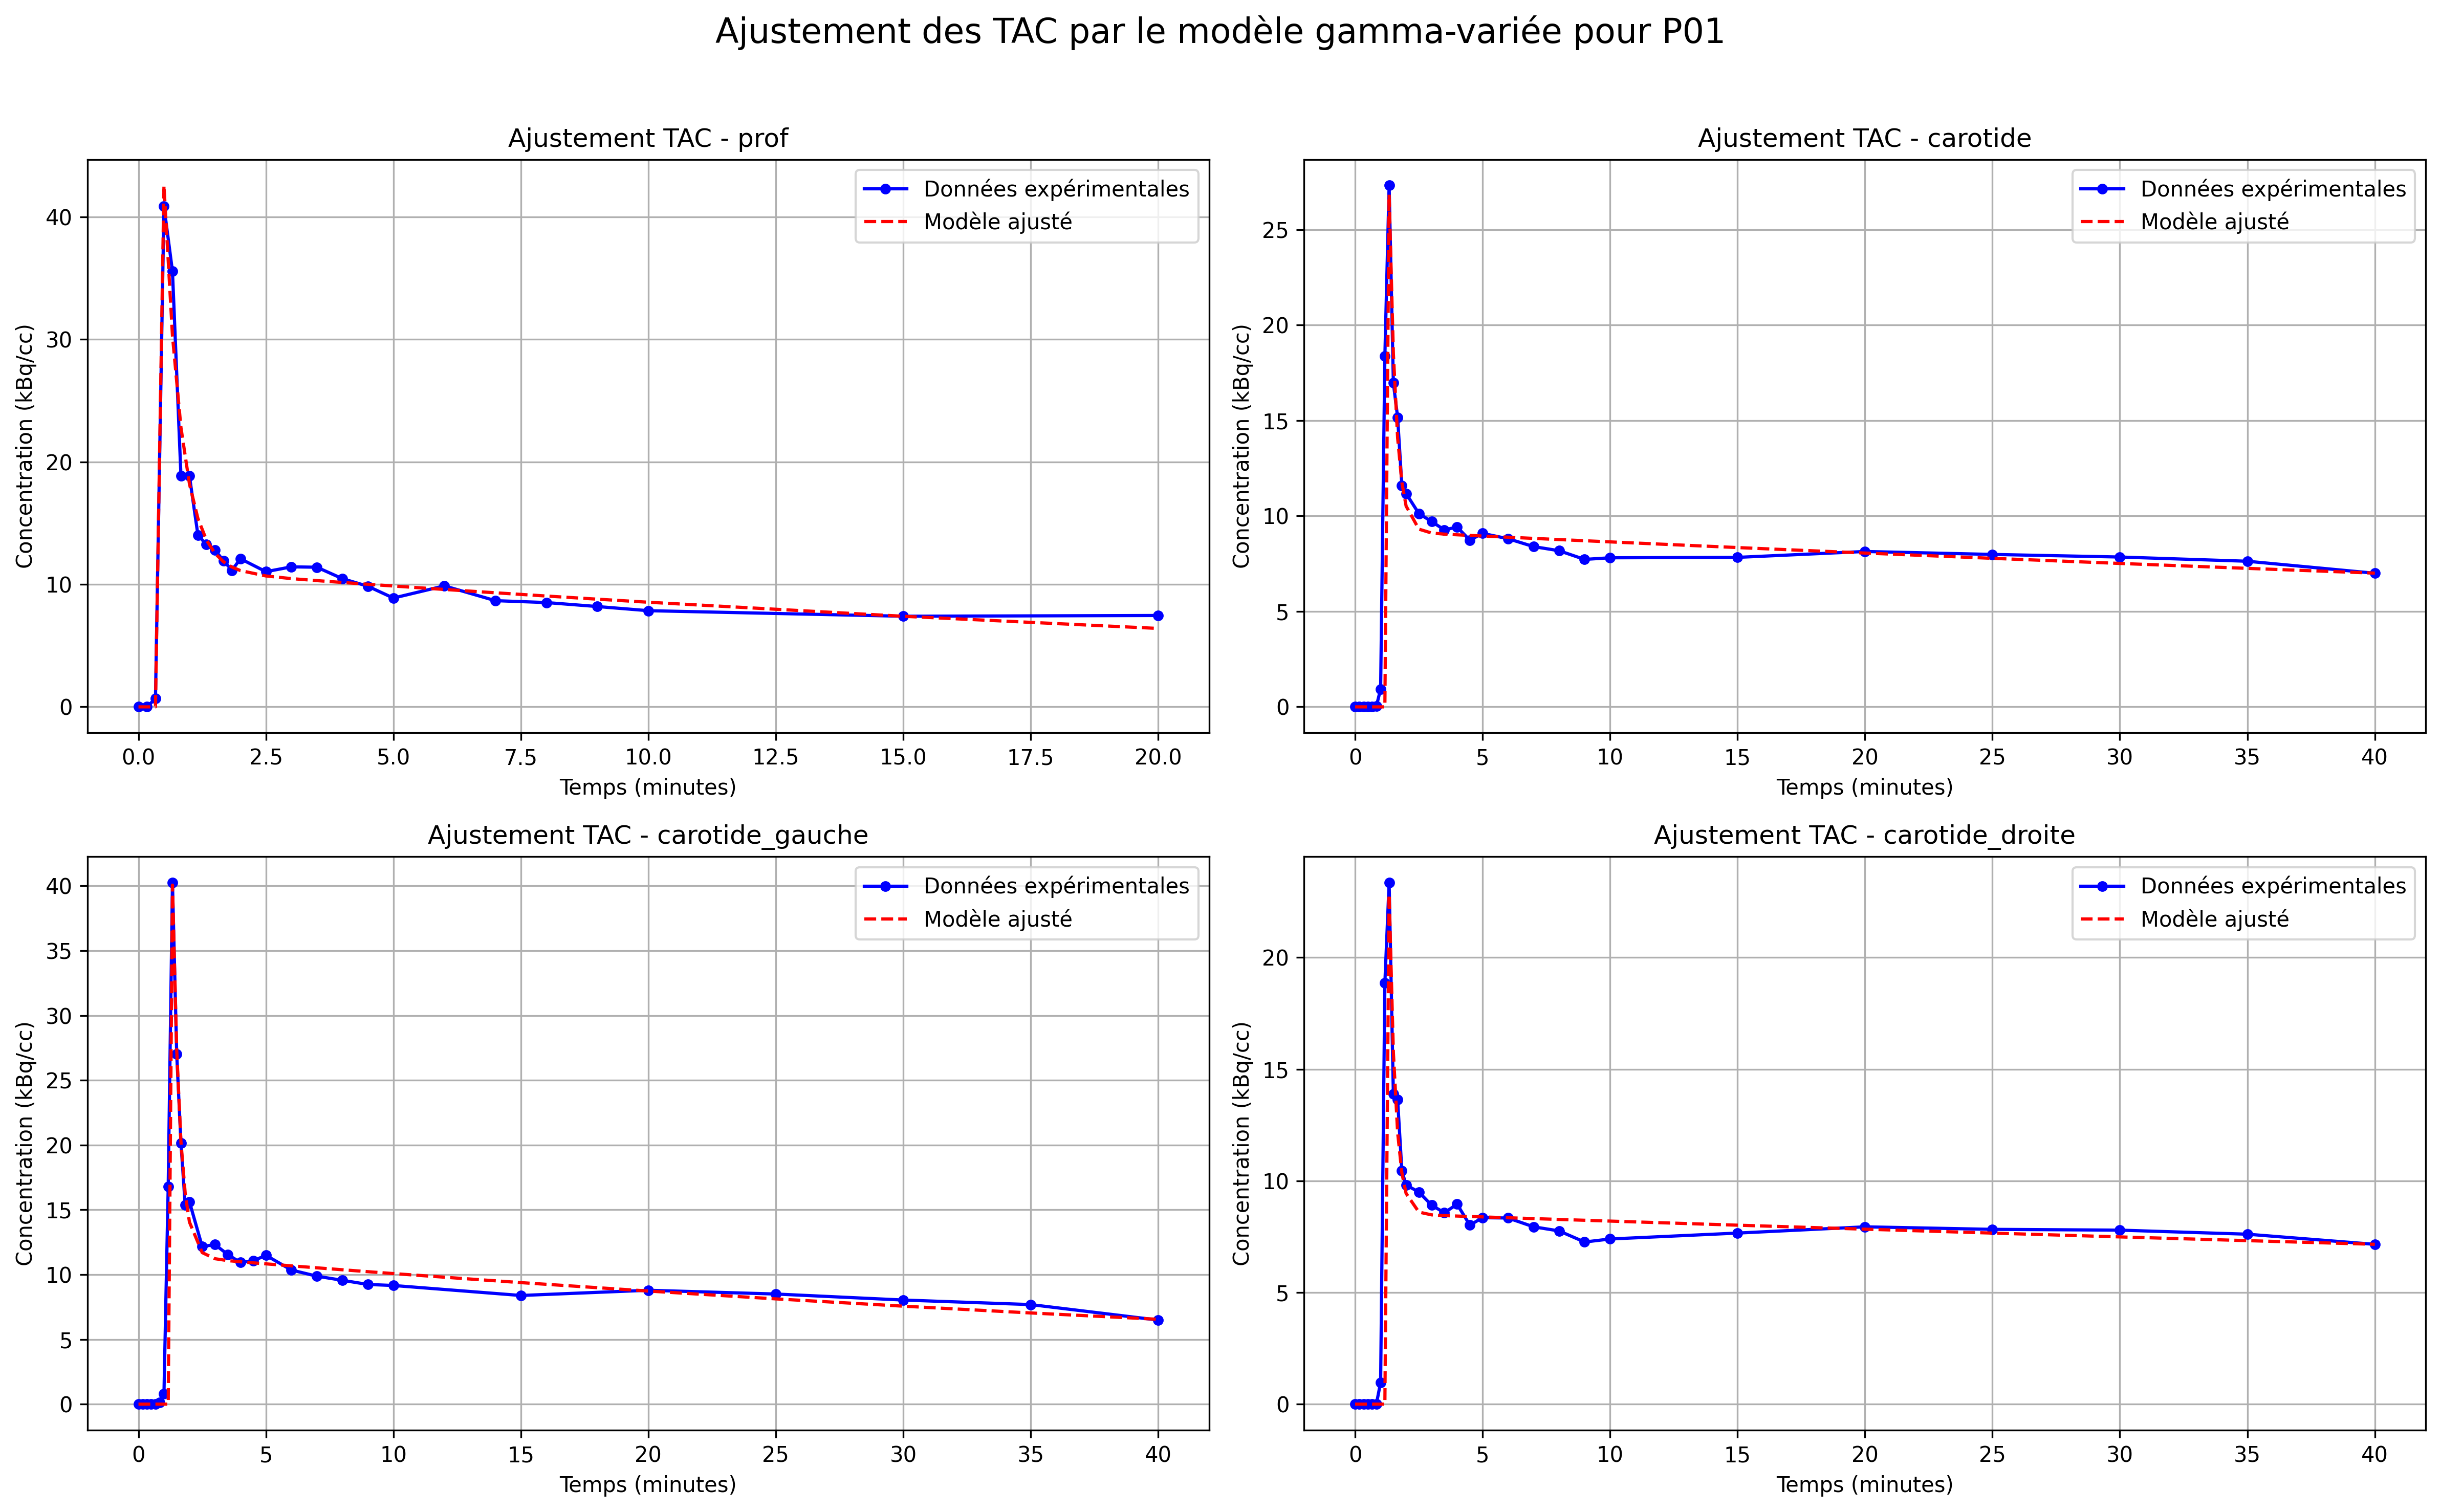 Ajustement des TAC par le modèle gamma-variée pour P01
Ajustement TAC - prof
Concentration (kBq/cc)
40
30
20
10
0
Données expérimentales
Modèle ajusté
0.0 2.5 5.0 7.5 10.0 12.5 15.0 17.5 20.0
Temps (minutes)
Ajustement TAC - carotide
Concentration (kBq/cc)
25
20
15
10
5
0
Données expérimentales
Modèle ajusté
0 5 10 15 20 25 30 35 40
Temps (minutes)
Ajustement TAC - carotide_gauche
Concentration (kBq/cc)
40
35
30
25
20
15
10
5
0
Données expérimentales
Modèle ajusté
0 5 10 15 20 25 30 35 40
Temps (minutes)
Ajustement TAC - carotide_droite
Concentration (kBq/cc)
20
15
10
5
0
Données expérimentales
Modèle ajusté
0 5 10 15 20 25 30 35 40
Temps (minutes)